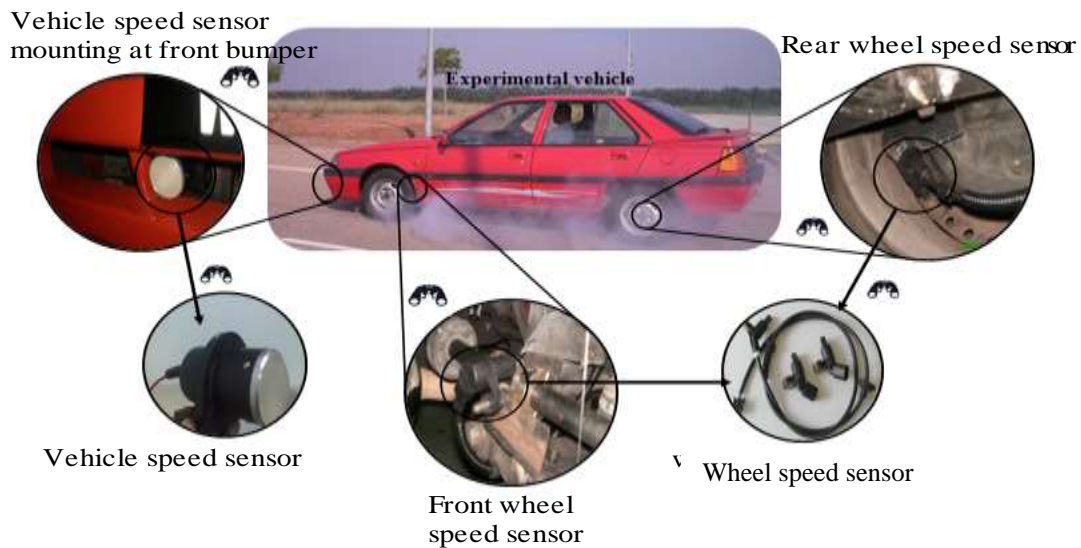 Vehicle speed sensor
mounting at front bumper
Rear wheel speed sensor
Experimental vehicle
Vehicle speed sensor
Wheel speed sensor
Front wheel
speed sensor